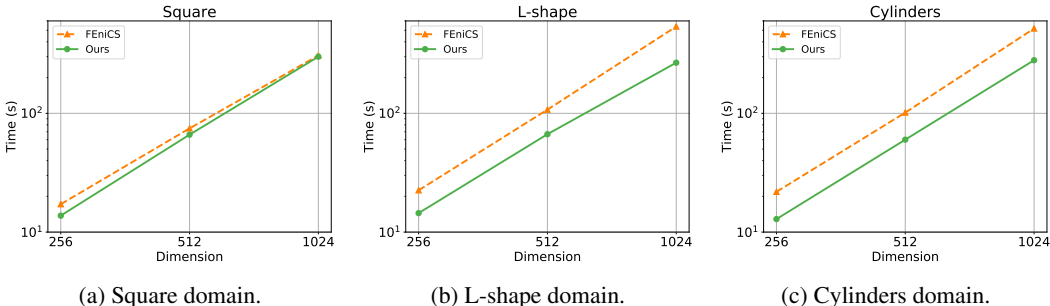 Square
FEniCS
Ours
Time (s)
10²
10¹
256
512
1024
Dimension
(a) Square domain.
L-shape
FEniCS
Ours
Time (s)
10²
10¹
256
512
1024
Dimension
(b) L-shape domain.
Cylinders
FEniCS
Ours
Time (s)
10²
10¹
256
512
1024
Dimension
(c) Cylinders domain.